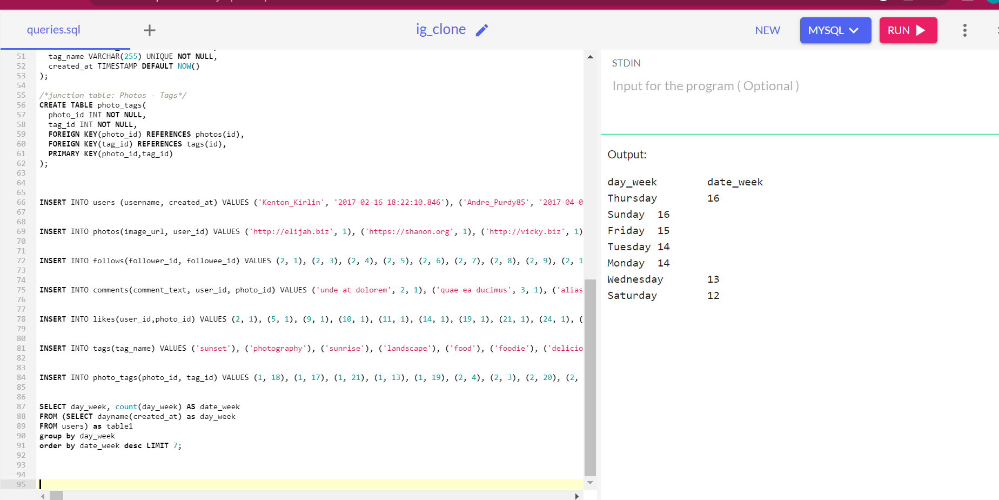 queries.sql
ig_clone
NEW
MYSQL
RUN
51 tag_name VARCHAR(255) UNIQUE NOT NULL,
52 created_at TIMESTAMP DEFAULT NOW()
53 );
54
55 /*junction table: Photos - Tags*/
56 CREATE TABLE photo_tags(
57 photo_id INT NOT NULL,
58 tag_id INT NOT NULL,
59 FOREIGN KEY(photo_id) REFERENCES photos(id),
60 FOREIGN KEY(tag_id) REFERENCES tags(id),
61 PRIMARY KEY(photo_id,tag_id)
62 );
63
64
65
66 INSERT INTO users (username, created_at) VALUES ('Kenton_Kirlin', '2017-02-16 18:22:10.846'), ('Andre_Purdy85', '2017-04-0
67
68
69 INSERT INTO photos(image_url, user_id) VALUES ('http://elijah.biz', 1), ('https://shanon.org', 1), ('http://vicky.biz', 1)
70
71
72 INSERT INTO follows(follower_id, followee_id) VALUES (2, 1), (2, 3), (2, 4), (2, 5), (2, 6), (2, 7), (2, 8), (2, 9), (2, 1
73
74
75 INSERT INTO comments(comment_text, user_id, photo_id) VALUES ('unde at dolorem', 2, 1), ('quae ea ducimus', 3, 1), ('alias
76
77
78 INSERT INTO likes(user_id,photo_id) VALUES (2, 1), (5, 1), (9, 1), (10, 1), (11, 1), (14, 1), (19, 1), (21, 1), (24, 1), (
79
80
81 INSERT INTO tags(tag_name) VALUES ('sunset'), ('photography'), ('sunrise'), ('landscape'), ('food'), ('foodie'), ('delicio
82
83
84 INSERT INTO photo_tags(photo_id, tag_id) VALUES (1, 18), (1, 17), (1, 21), (1, 13), (1, 19), (2, 4), (2, 3), (2, 20), (2,
85
86
87 SELECT day_week, count(day_week) AS date_week
88 FROM (SELECT dayname(created_at) as day_week
89 FROM users) as table1
90 group by day_week
91 order by date_week desc LIMIT 7;
92
93
94
95
STDIN
Input for the program ( Optional )
Output:
day_week date_week
Thursday 16
Sunday 16
Friday 15
Tuesday 14
Monday 14
Wednesday 13
Saturday 12